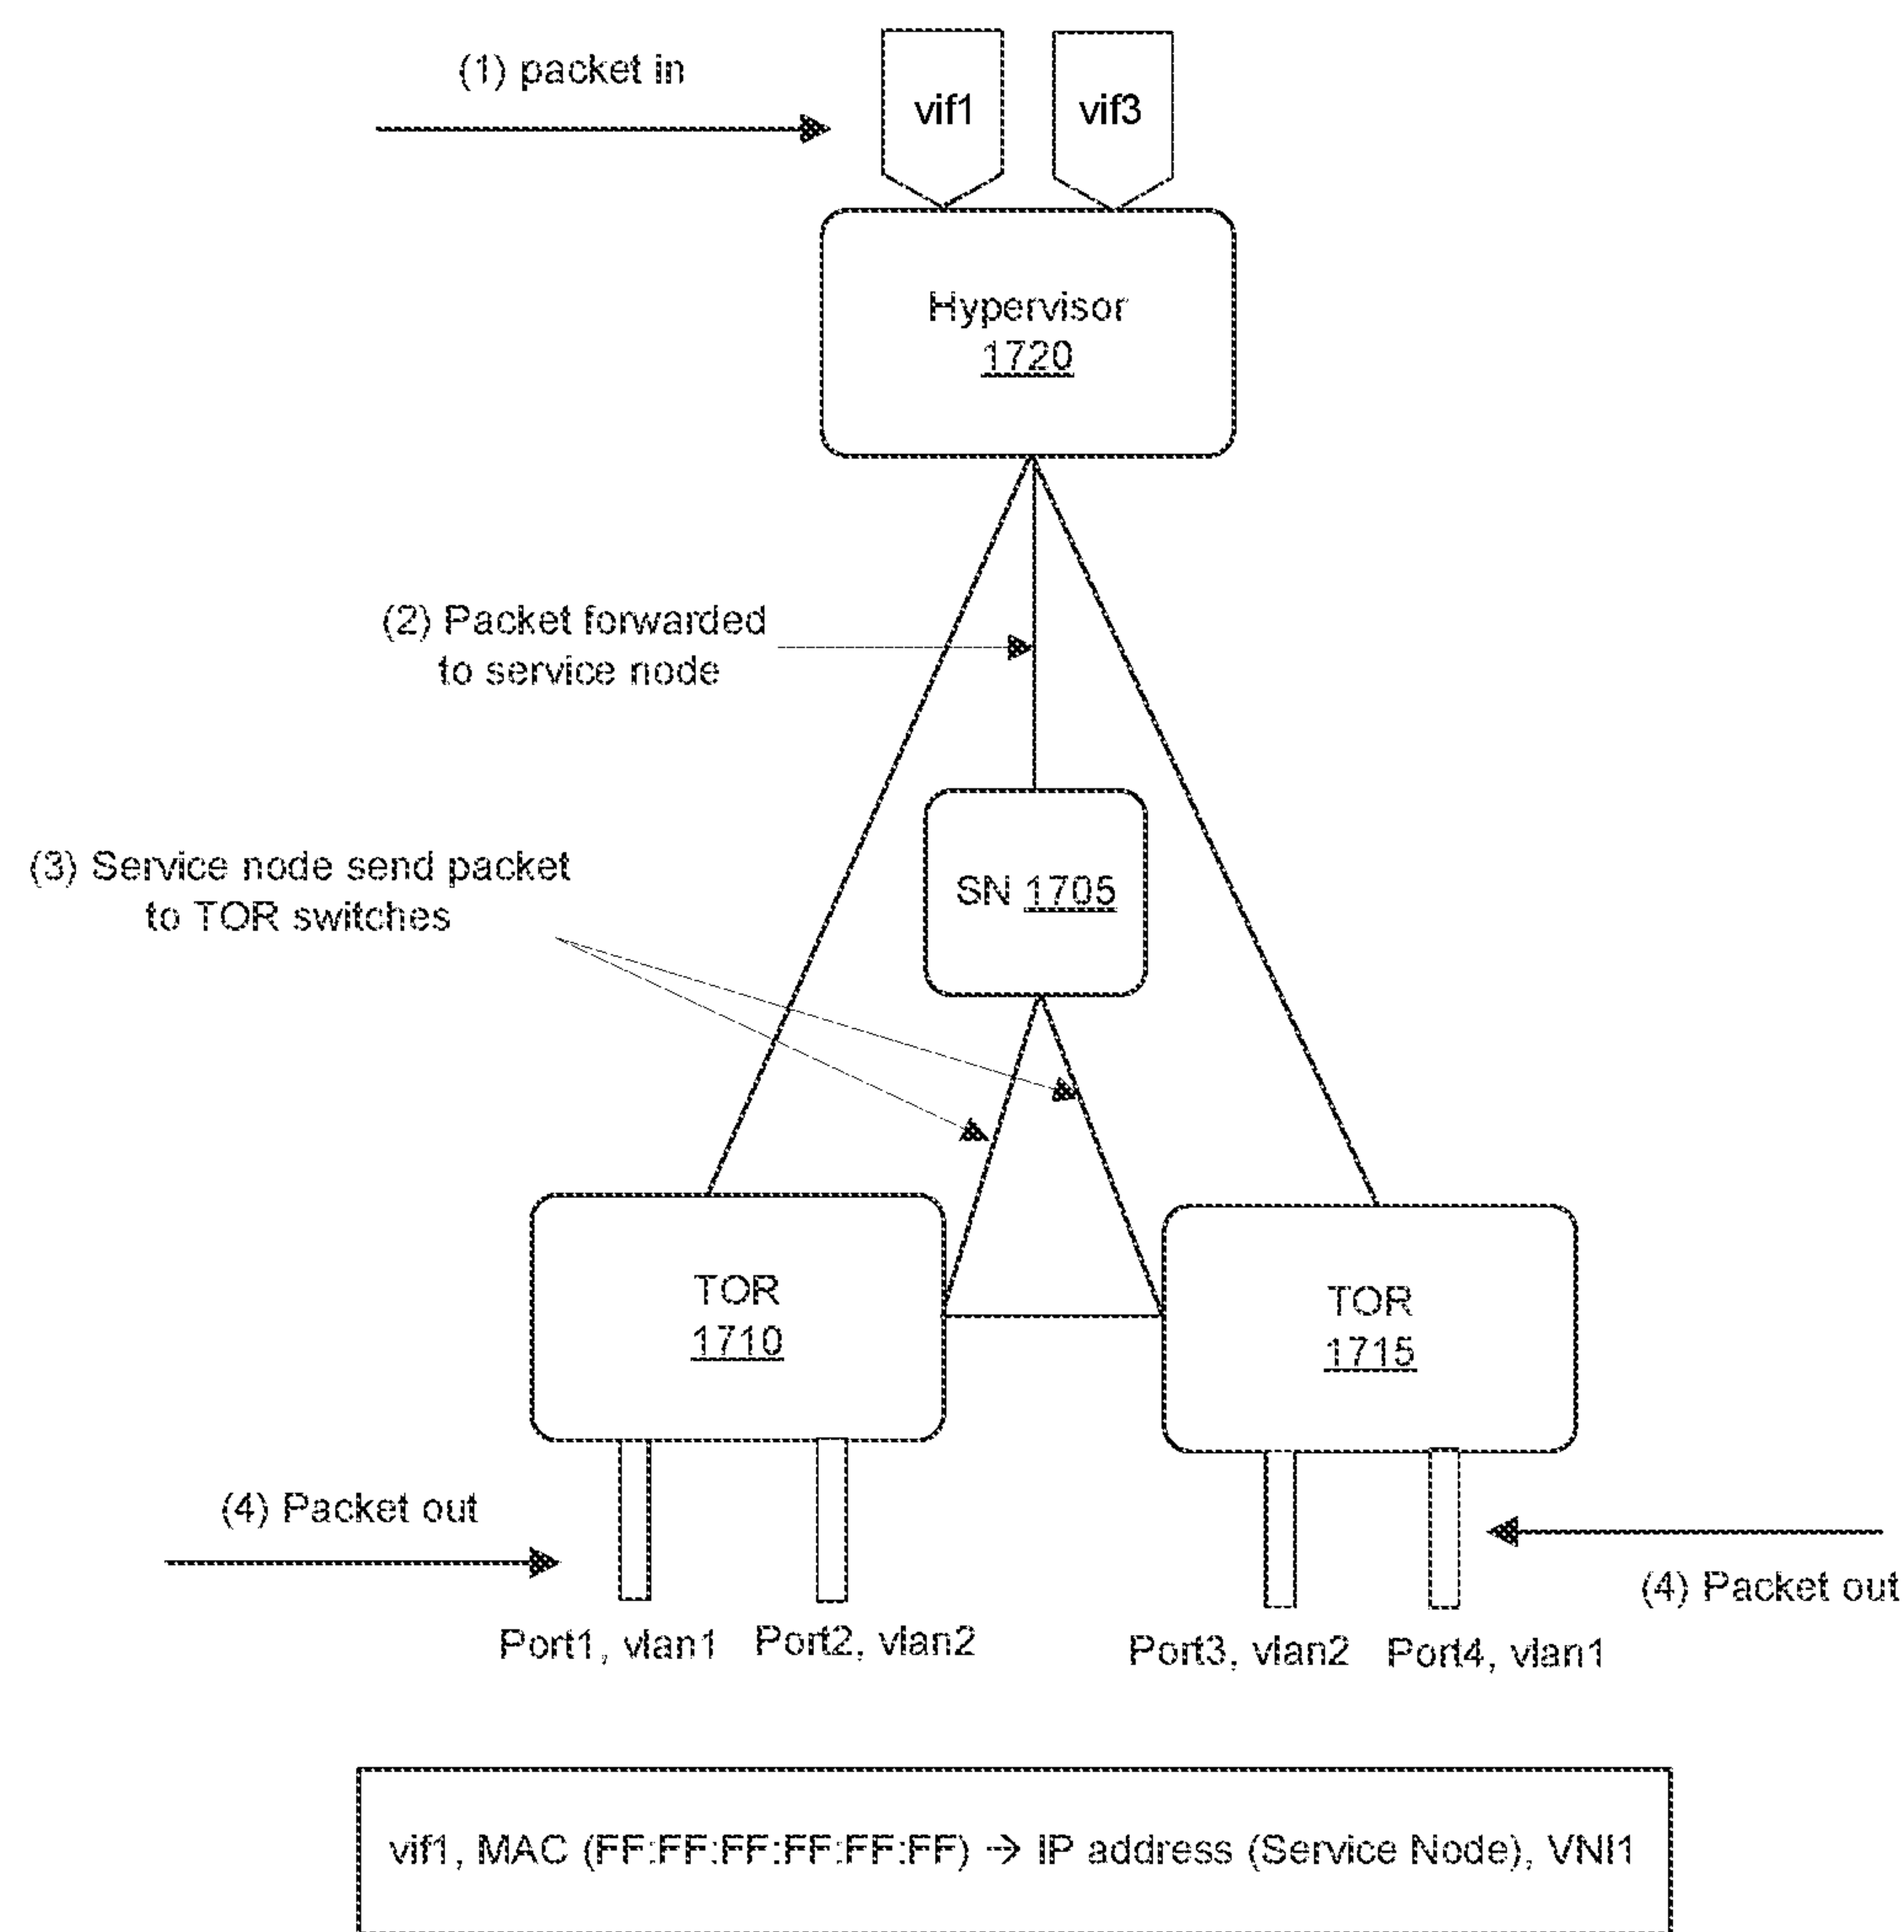 (1) packet in
vif1
vif3
Hypervisor
1720
(2) Packet forwarded
to service node
(3) Service node send packet
to TOR switches
SN 1705
TOR
1710
TOR
1715
(4) Packet out
(4) Packet out
Port1, vlan1
Port2, vlan2
Port3, vlan2
Port4, vlan1
vif1, MAC (FF:FF:FF:FF:FF:FF) → IP address (Service Node), VNI1